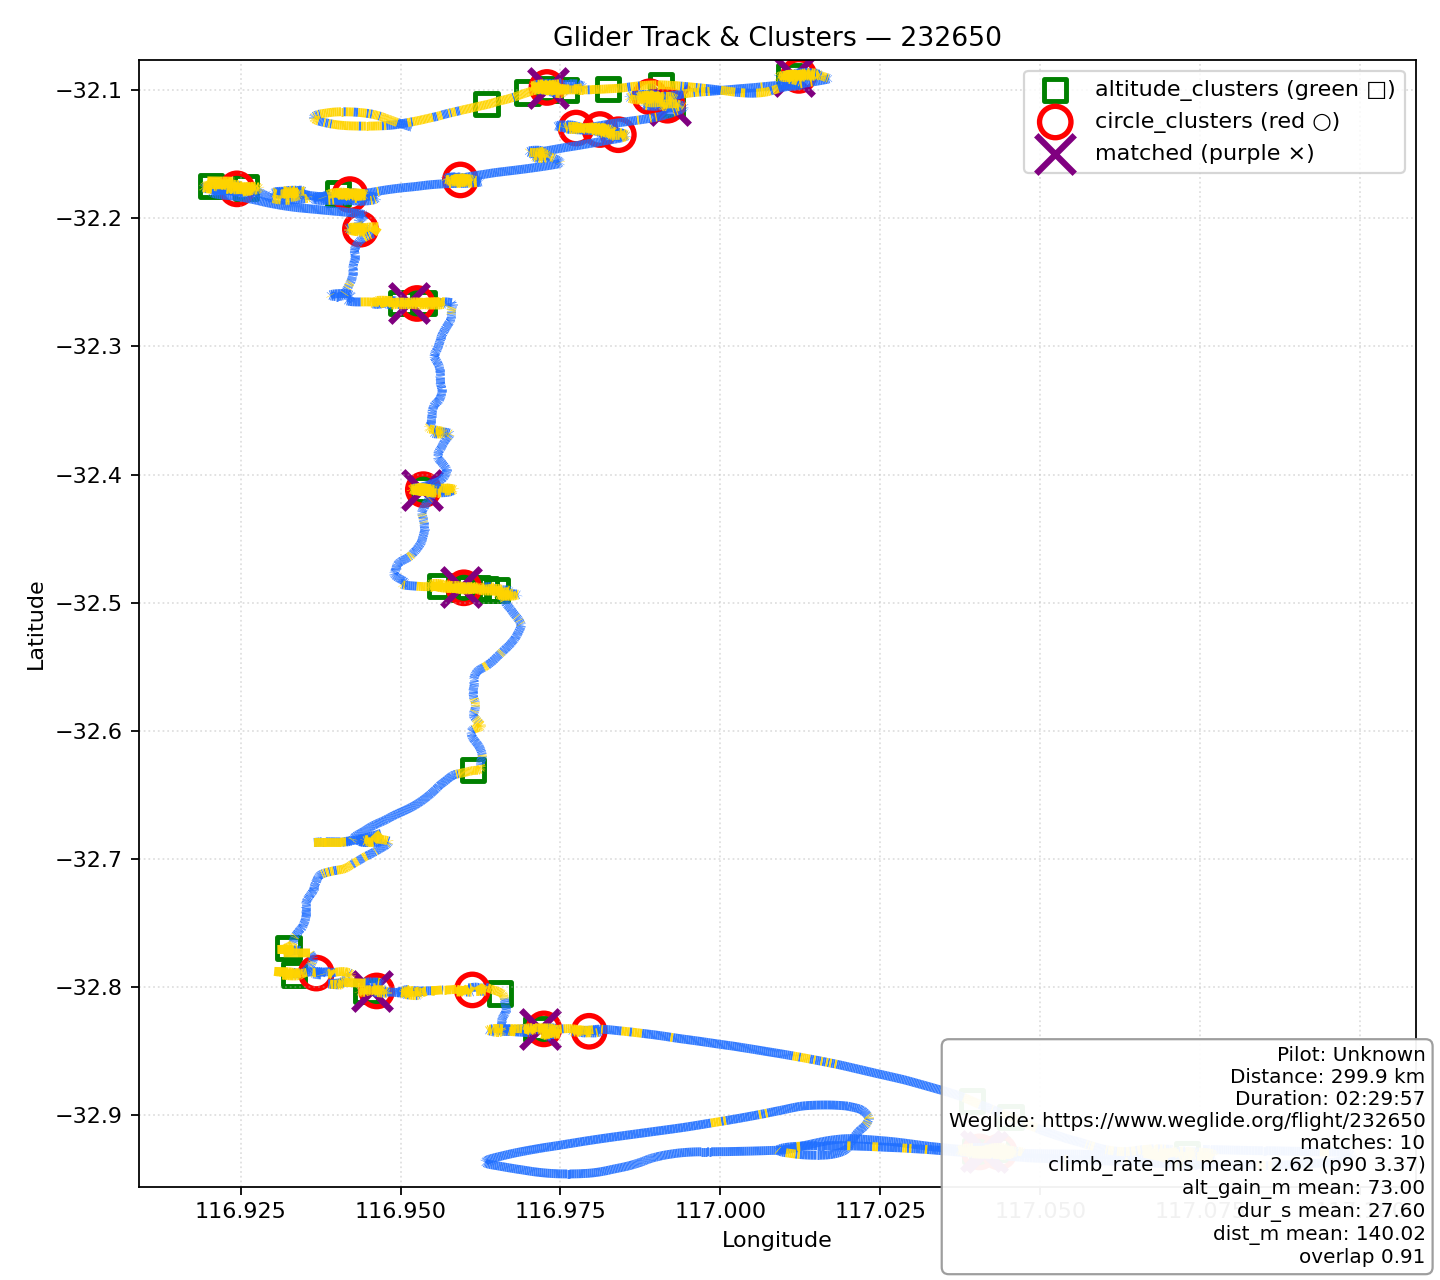 Glider Track & Clusters — 232650
altitude_clusters (green □)
circle_clusters (red ○)
matched (purple ×)
Latitude
−32.1
−32.2
−32.3
−32.4
−32.5
−32.6
−32.7
−32.8
−32.9
116.925
116.950
116.975
117.000
117.025
117.050
Longitude
Pilot: Unknown
Distance: 299.9 km
Duration: 02:29:57
Weglide: https://www.weglide.org/flight/232650
matches: 10
climb_rate_ms mean: 2.62 (p90 3.37)
alt_gain_m mean: 73.00
dur_s mean: 27.60
dist_m mean: 140.02
overlap 0.91